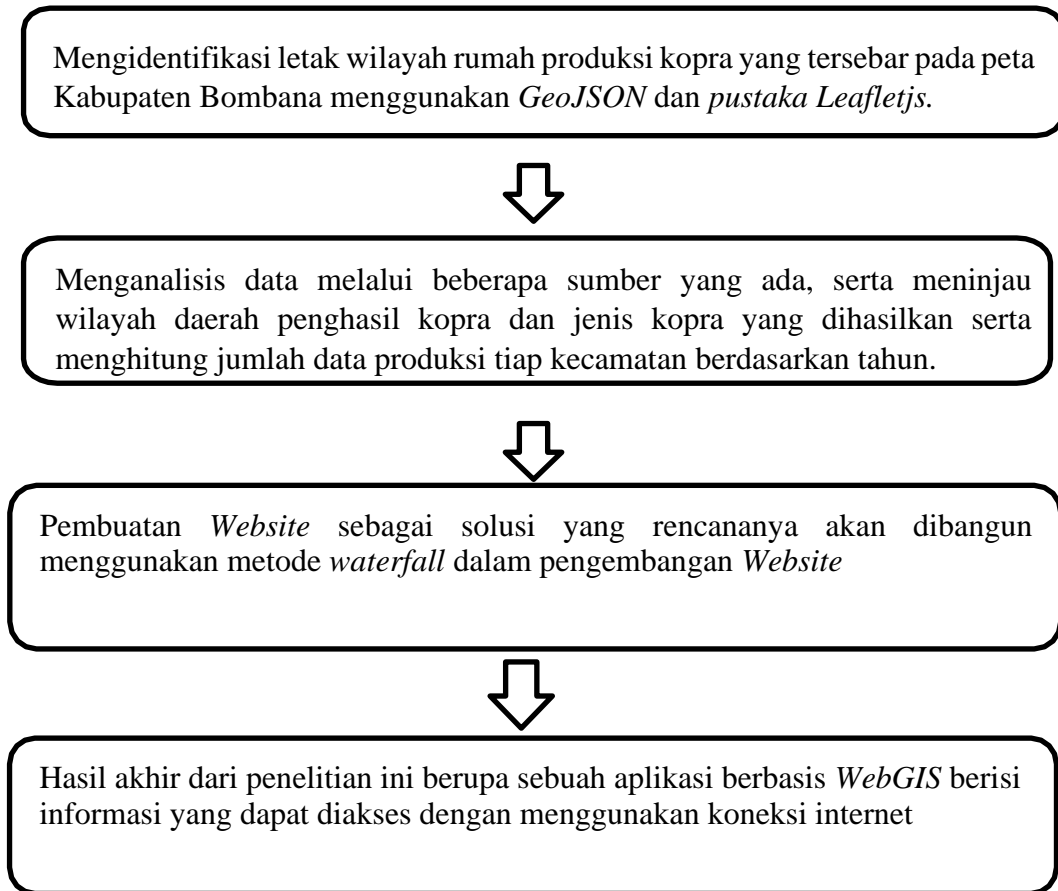 Mengidentifikasi letak wilayah rumah produksi kopra yang tersebar pada peta
Kabupaten Bombana menggunakan GeoJSON dan pustaka Leafletjs.
Menganalisis data melalui beberapa sumber yang ada, serta meninjau
wilayah daerah penghasil kopra dan jenis kopra yang dihasilkan serta
menghitung jumlah data produksi tiap kecamatan berdasarkan tahun.
Pembuatan Website sebagai solusi yang rencananya akan dibangun
menggunakan metode waterfall dalam pengembangan Website
Hasil akhir dari penelitian ini berupa sebuah aplikasi berbasis WebGIS berisi
informasi yang dapat diakses dengan menggunakan koneksi internet